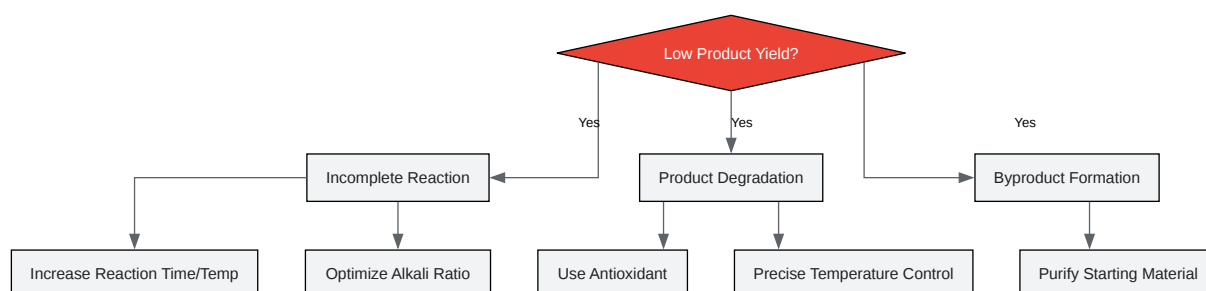 Low Product Yield?
Yes
Yes
Yes
Incomplete Reaction
Product Degradation
Byproduct Formation
Increase Reaction Time/Temp
Optimize Alkali Ratio
Use Antioxidant
Precise Temperature Control
Purify Starting Material